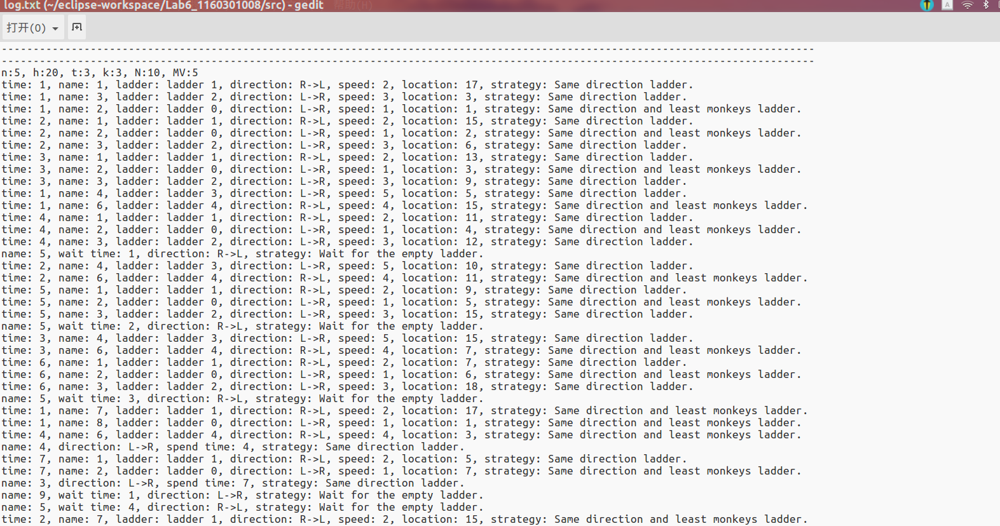 log.txt (~/eclipse-workspace/Lab6_1160301008/src) - gedit 帮助(H)
A
打开(O)
--------------------------------------------------------------------------------------------------------------------------------
--------------------------------------------------------------------------------------------------------------------------------
n:5, h:20, t:3, k:3, N:10, MV:5
time: 1, name: 1, ladder: ladder 1, direction: R->L, speed: 2, location: 17, strategy: Same direction ladder.
time: 1, name: 3, ladder: ladder 2, direction: L->R, speed: 3, location: 3, strategy: Same direction ladder.
time: 1, name: 2, ladder: ladder 0, direction: L->R, speed: 1, location: 1, strategy: Same direction and least monkeys ladder.
time: 2, name: 1, ladder: ladder 1, direction: R->L, speed: 2, location: 15, strategy: Same direction ladder.
time: 2, name: 2, ladder: ladder 0, direction: L->R, speed: 1, location: 2, strategy: Same direction and least monkeys ladder.
time: 2, name: 3, ladder: ladder 2, direction: L->R, speed: 3, location: 6, strategy: Same direction ladder.
time: 3, name: 1, ladder: ladder 1, direction: R->L, speed: 2, location: 13, strategy: Same direction ladder.
time: 3, name: 2, ladder: ladder 0, direction: L->R, speed: 1, location: 3, strategy: Same direction and least monkeys ladder.
time: 3, name: 3, ladder: ladder 2, direction: L->R, speed: 3, location: 9, strategy: Same direction ladder.
time: 1, name: 4, ladder: ladder 3, direction: L->R, speed: 5, location: 5, strategy: Same direction ladder.
time: 1, name: 6, ladder: ladder 4, direction: R->L, speed: 4, location: 15, strategy: Same direction and least monkeys ladder.
time: 4, name: 1, ladder: ladder 1, direction: R->L, speed: 2, location: 11, strategy: Same direction ladder.
time: 4, name: 2, ladder: ladder 0, direction: L->R, speed: 1, location: 4, strategy: Same direction and least monkeys ladder.
time: 4, name: 3, ladder: ladder 2, direction: L->R, speed: 3, location: 12, strategy: Same direction ladder.
name: 5, wait time: 1, direction: R->L, strategy: Wait for the empty ladder.
time: 2, name: 4, ladder: ladder 3, direction: L->R, speed: 5, location: 10, strategy: Same direction ladder.
time: 2, name: 6, ladder: ladder 4, direction: R->L, speed: 4, location: 11, strategy: Same direction and least monkeys ladder.
time: 5, name: 1, ladder: ladder 1, direction: R->L, speed: 2, location: 9, strategy: Same direction ladder.
time: 5, name: 2, ladder: ladder 0, direction: L->R, speed: 1, location: 5, strategy: Same direction and least monkeys ladder.
time: 5, name: 3, ladder: ladder 2, direction: L->R, speed: 3, location: 15, strategy: Same direction ladder.
name: 5, wait time: 2, direction: R->L, strategy: Wait for the empty ladder.
time: 3, name: 4, ladder: ladder 3, direction: L->R, speed: 5, location: 15, strategy: Same direction ladder.
time: 3, name: 6, ladder: ladder 4, direction: R->L, speed: 4, location: 7, strategy: Same direction and least monkeys ladder.
time: 6, name: 1, ladder: ladder 1, direction: R->L, speed: 2, location: 7, strategy: Same direction ladder.
time: 6, name: 2, ladder: ladder 0, direction: L->R, speed: 1, location: 6, strategy: Same direction and least monkeys ladder.
time: 6, name: 3, ladder: ladder 2, direction: L->R, speed: 3, location: 18, strategy: Same direction ladder.
name: 5, wait time: 3, direction: R->L, strategy: Wait for the empty ladder.
time: 1, name: 7, ladder: ladder 1, direction: R->L, speed: 2, location: 17, strategy: Same direction and least monkeys ladder.
time: 1, name: 8, ladder: ladder 0, direction: L->R, speed: 1, location: 1, strategy: Same direction and least monkeys ladder.
time: 4, name: 6, ladder: ladder 4, direction: R->L, speed: 4, location: 3, strategy: Same direction and least monkeys ladder.
name: 4, direction: L->R, spend time: 4, strategy: Same direction ladder.
time: 7, name: 1, ladder: ladder 1, direction: R->L, speed: 2, location: 5, strategy: Same direction ladder.
time: 7, name: 2, ladder: ladder 0, direction: L->R, speed: 1, location: 7, strategy: Same direction and least monkeys ladder.
name: 3, direction: L->R, spend time: 7, strategy: Same direction ladder.
name: 9, wait time: 1, direction: L->R, strategy: Wait for the empty ladder.
name: 5, wait time: 4, direction: R->L, strategy: Wait for the empty ladder.
time: 2, name: 7, ladder: ladder 1, direction: R->L, speed: 2, location: 15, strategy: Same direction and least monkeys ladder.